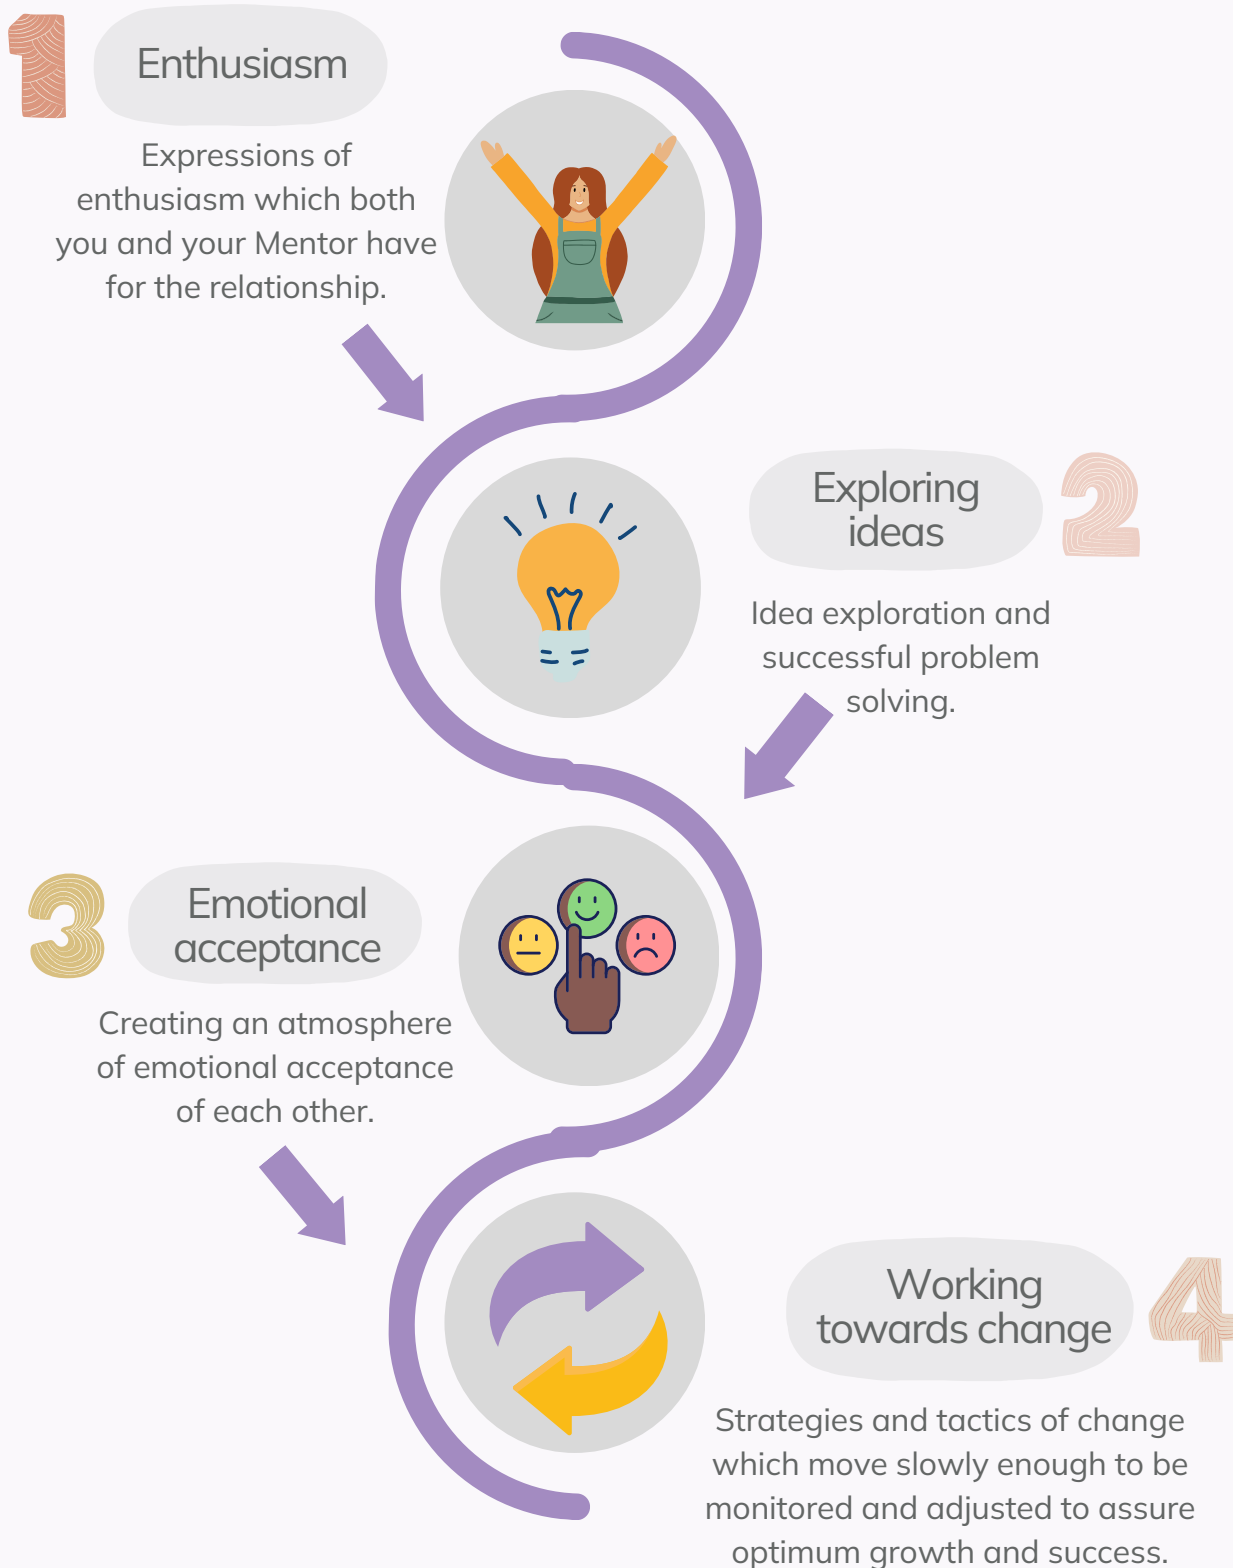 1
Enthusiasm
Expressions of
enthusiasm which both
you and your Mentor have
for the relationship.
2
Exploring
ideas
Idea exploration and
successful problem
solving.
3
Emotional
acceptance
Creating an atmosphere
of emotional acceptance
of each other.
4
Working
towards change
Strategies and tactics of change
which move slowly enough to be
monitored and adjusted to assure
optimum growth and success.